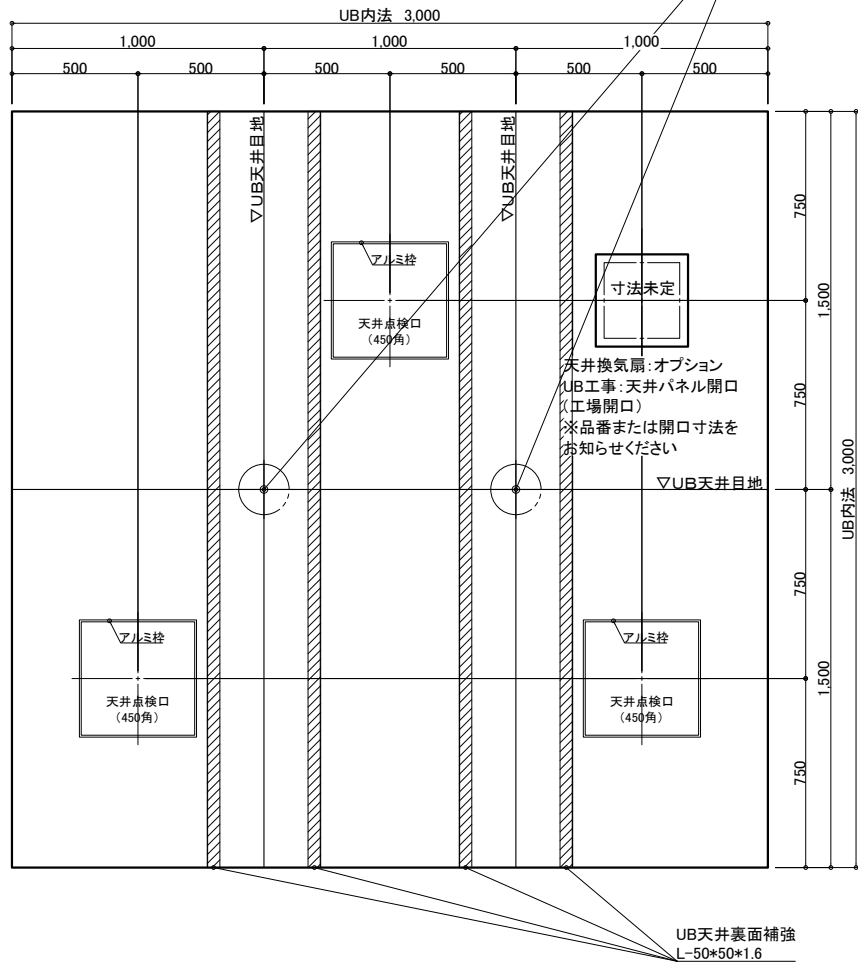 UB内法 3,000
1,000 1,000 1,000
500 500 500 500 500 500
▽UB天井目地
▽UB天井目地
750
アルミ枠
天井点検口
(450角)
寸法未定
1,500
天井換気扇:オプション
UB工事:天井パネル開口
(工場開口)
※品番または開口寸法を
お知らせください
750
▽UB天井目地
UB内法 3,000
750
アルミ枠
天井点検口
(450角)
アルミ枠
天井点検口
(450角)
1,500
750
UB天井裏面補強
L-50*50*1.6